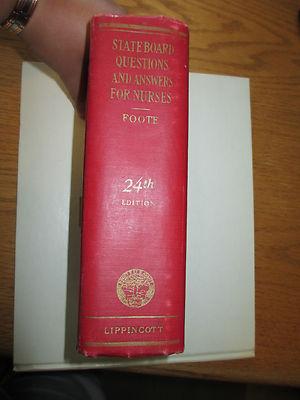 STATE BOARD
QUESTIONS
AND ANSWERS
FOR NURSES
FOOTE
24th
EDITION
LIPPINCOTT